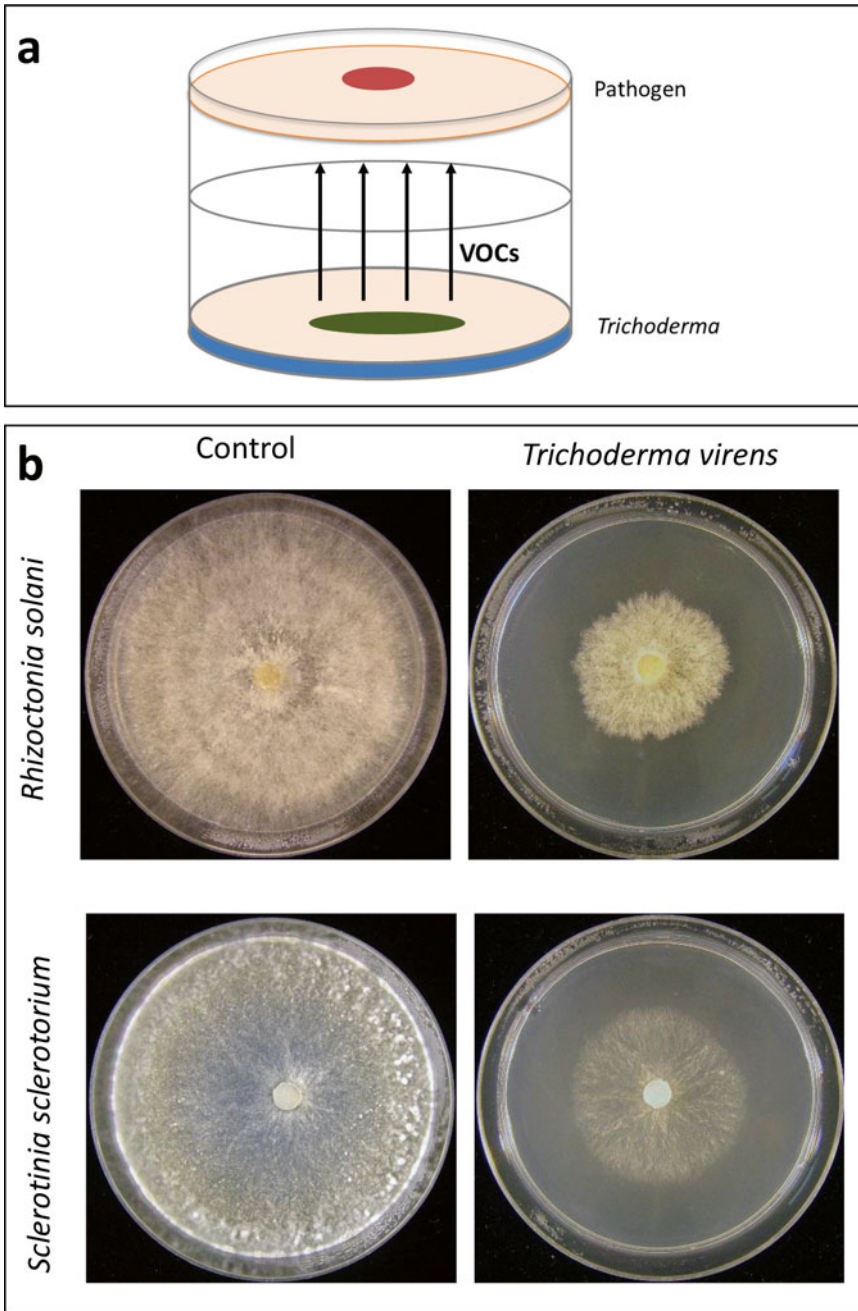 a
Pathogen
VOCs
Trichoderma
b
Control
Trichoderma virens
Rhizoctonia solani
Sclerotinia sclerotorium